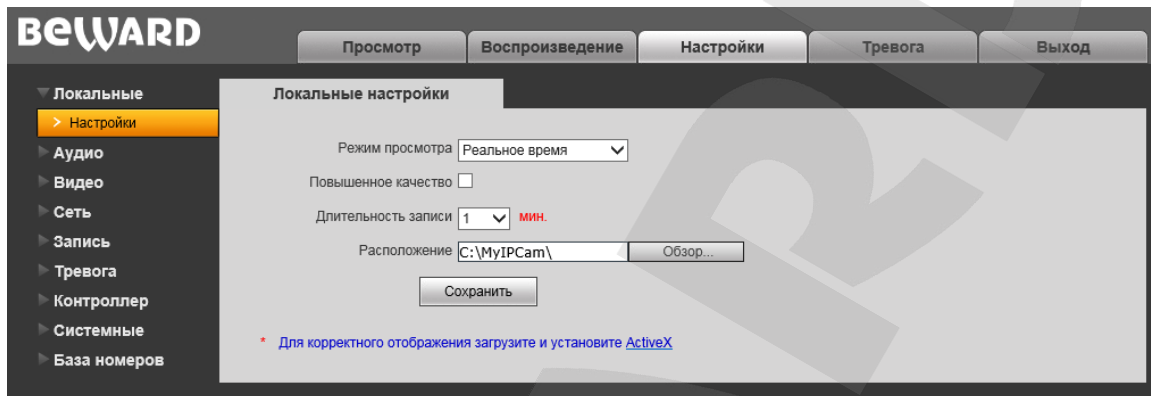 BEWARD
Просмотр Воспроизведение Настройки Тревога Выход
Локальные
> Настройки
Аудио
Видео
Сеть
Запись
Тревога
Контроллер
Системные
База номеров
Локальные настройки
Режим просмотра Реальное время
Повышенное качество
Длительность записи 1 мин.
Расположение C:\MyIPCam\ Обзор...
Сохранить
* Для корректного отображения загрузите и установите ActiveX